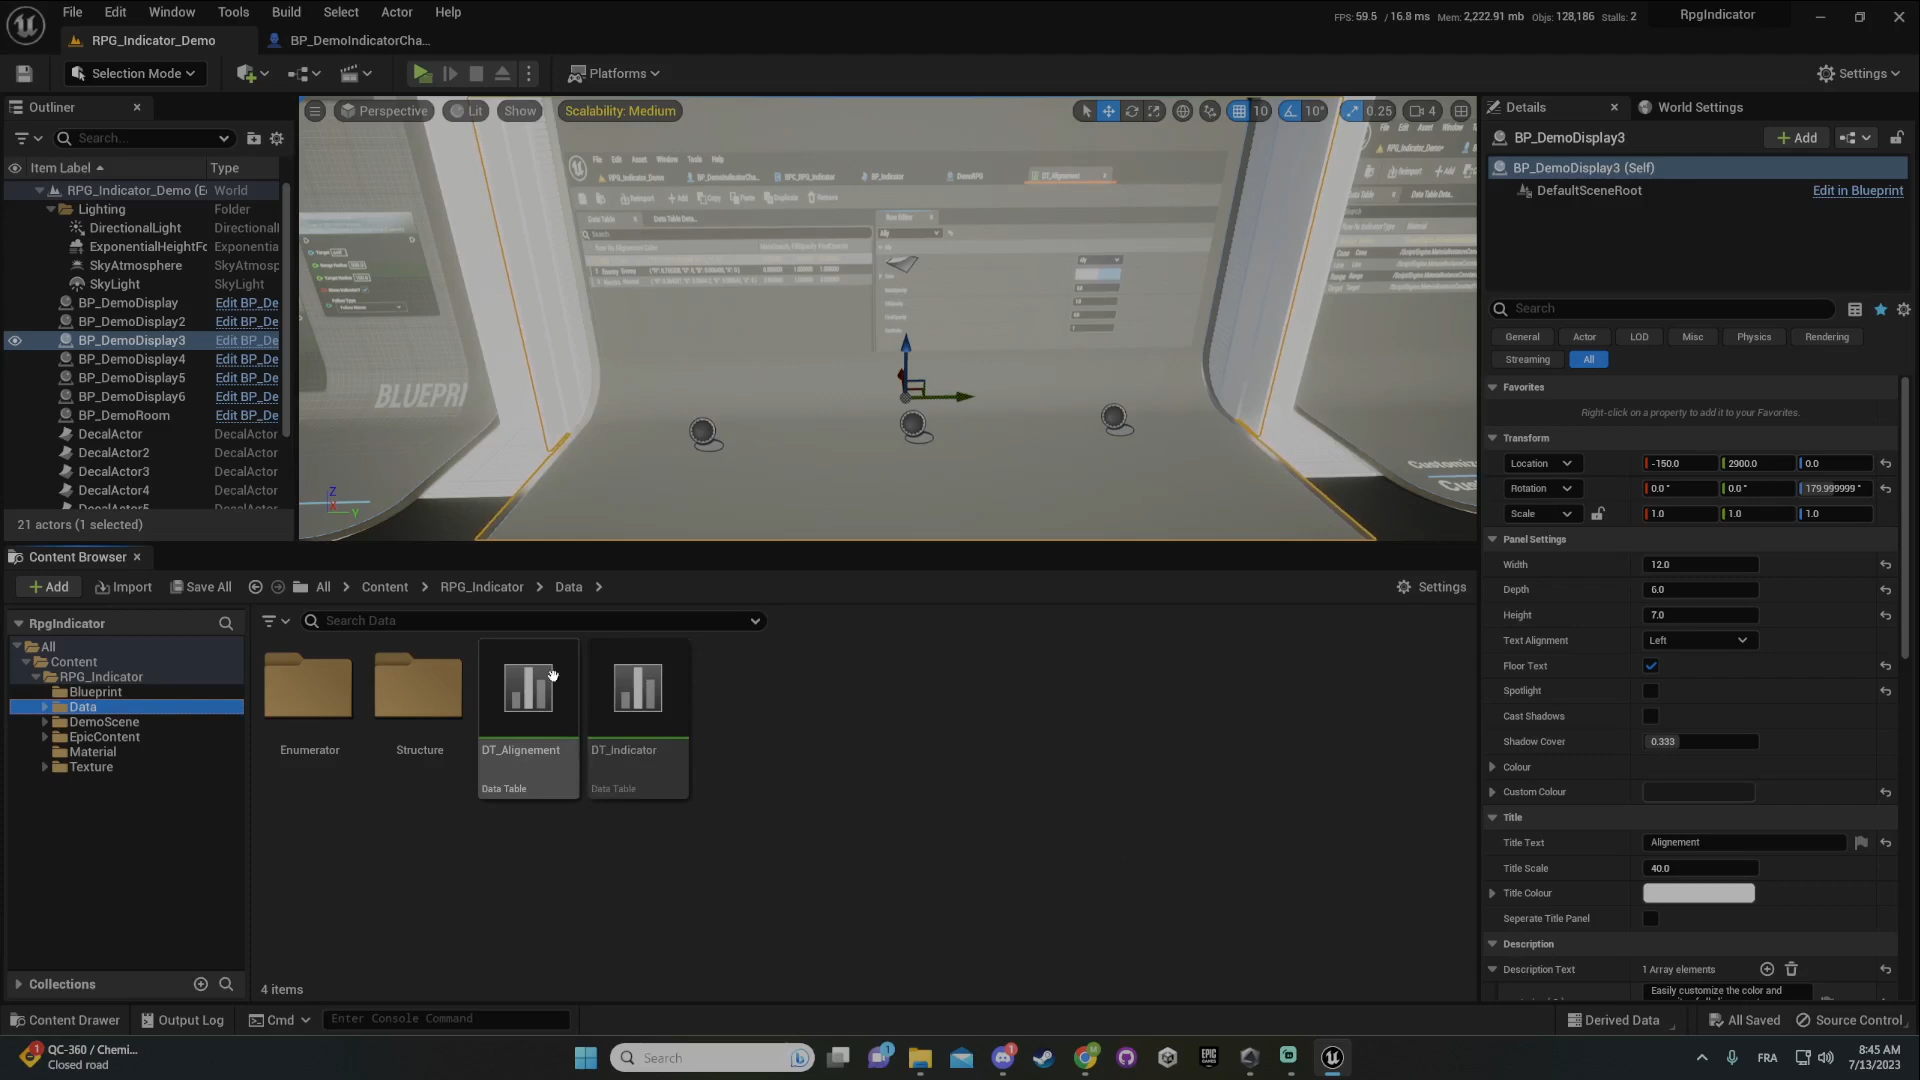 File Edit Window Tools Build Select Actor Help
FPS: 59.5 / 16.8 ms Mem: 2,222.91 mb Objs: 128,186 Stalls: 2
RpgIndicator
RPG_Indicator_Demo
BP_DemoIndicatorCha...
Selection Mode
Platforms
Settings
Outliner
Search...
Item Label Type
RPG_Indicator_Demo (E World
Lighting Folder
DirectionalLight Directionall
ExponentialHeightFo Exponentia
SkyAtmosphere SkyAtmosp
SkyLight SkyLight
BP_DemoDisplay Edit BP_De
BP_DemoDisplay2 Edit BP_De
BP_DemoDisplay3 Edit BP_De
BP_DemoDisplay4 Edit BP_De
BP_DemoDisplay5 Edit BP_De
BP_DemoDisplay6 Edit BP_De
BP_DemoRoom Edit BP_De
DecalActor DecalActor
DecalActor2 DecalActor
DecalActor3 DecalActor
DecalActor4 DecalActor
21 actors (1 selected)
Perspective
Lit
Show
Scalability: Medium
10
10°
0.25
4
File Edit Asset Window Tools Help
BLUEPRI
Z
X
Y
Details
World Settings
BP_DemoDisplay3
Add
BP_DemoDisplay3 (Self)
DefaultSceneRoot
Edit in Blueprint
Search
General Actor LOD Misc Physics Rendering
Streaming All
Favorites
Right-click on a property to add it to your Favorites.
Transform
Location -150.0 2900.0 0.0
Rotation 0.0 ° 0.0 ° 179.999999 °
Scale 1.0 1.0 1.0
Panel Settings
Width 12.0
Depth 6.0
Height 7.0
Text Alignment Left
Floor Text
Spotlight
Cast Shadows
Shadow Cover 0.333
Colour
Custom Colour
Title
Title Text Alignement
Title Scale 40.0
Title Colour
Seperate Title Panel
Description
Description Text 1 Array elements
Easily customize the color and
Content Browser
Add
Import
Save All
All
Content
RPG_Indicator
Data
Settings
RpgIndicator
Search Data
All
Content
RPG_Indicator
Blueprint
Data
DemoScene
EpicContent
Material
Texture
Enumerator
Structure
DT_Alignement
Data Table
DT_Indicator
Data Table
Collections
4 items
Content Drawer
Output Log
Cmd
Enter Console Command
Derived Data
All Saved
Source Control
QC-360 / Chemi...
Closed road
Search
FRA
8:45 AM
7/13/2023